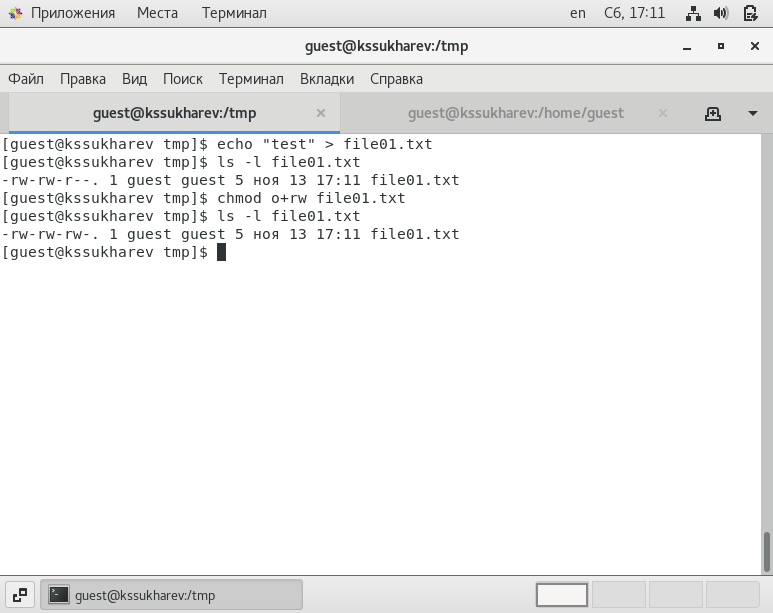 Приложения Места Терминал en Сб, 17:11
guest@kssukharev:/tmp
Файл Правка Вид Поиск Терминал Вкладки Справка
guest@kssukharev:/tmp guest@kssukharev:/home/guest
[guest@kssukharev tmp]$ echo "test" > file01.txt
[guest@kssukharev tmp]$ ls -l file01.txt
-rw-rw-r--. 1 guest guest 5 ноя 13 17:11 file01.txt
[guest@kssukharev tmp]$ chmod o+rw file01.txt
[guest@kssukharev tmp]$ ls -l file01.txt
-rw-rw-rw-. 1 guest guest 5 ноя 13 17:11 file01.txt
[guest@kssukharev tmp]$
guest@kssukharev:/tmp